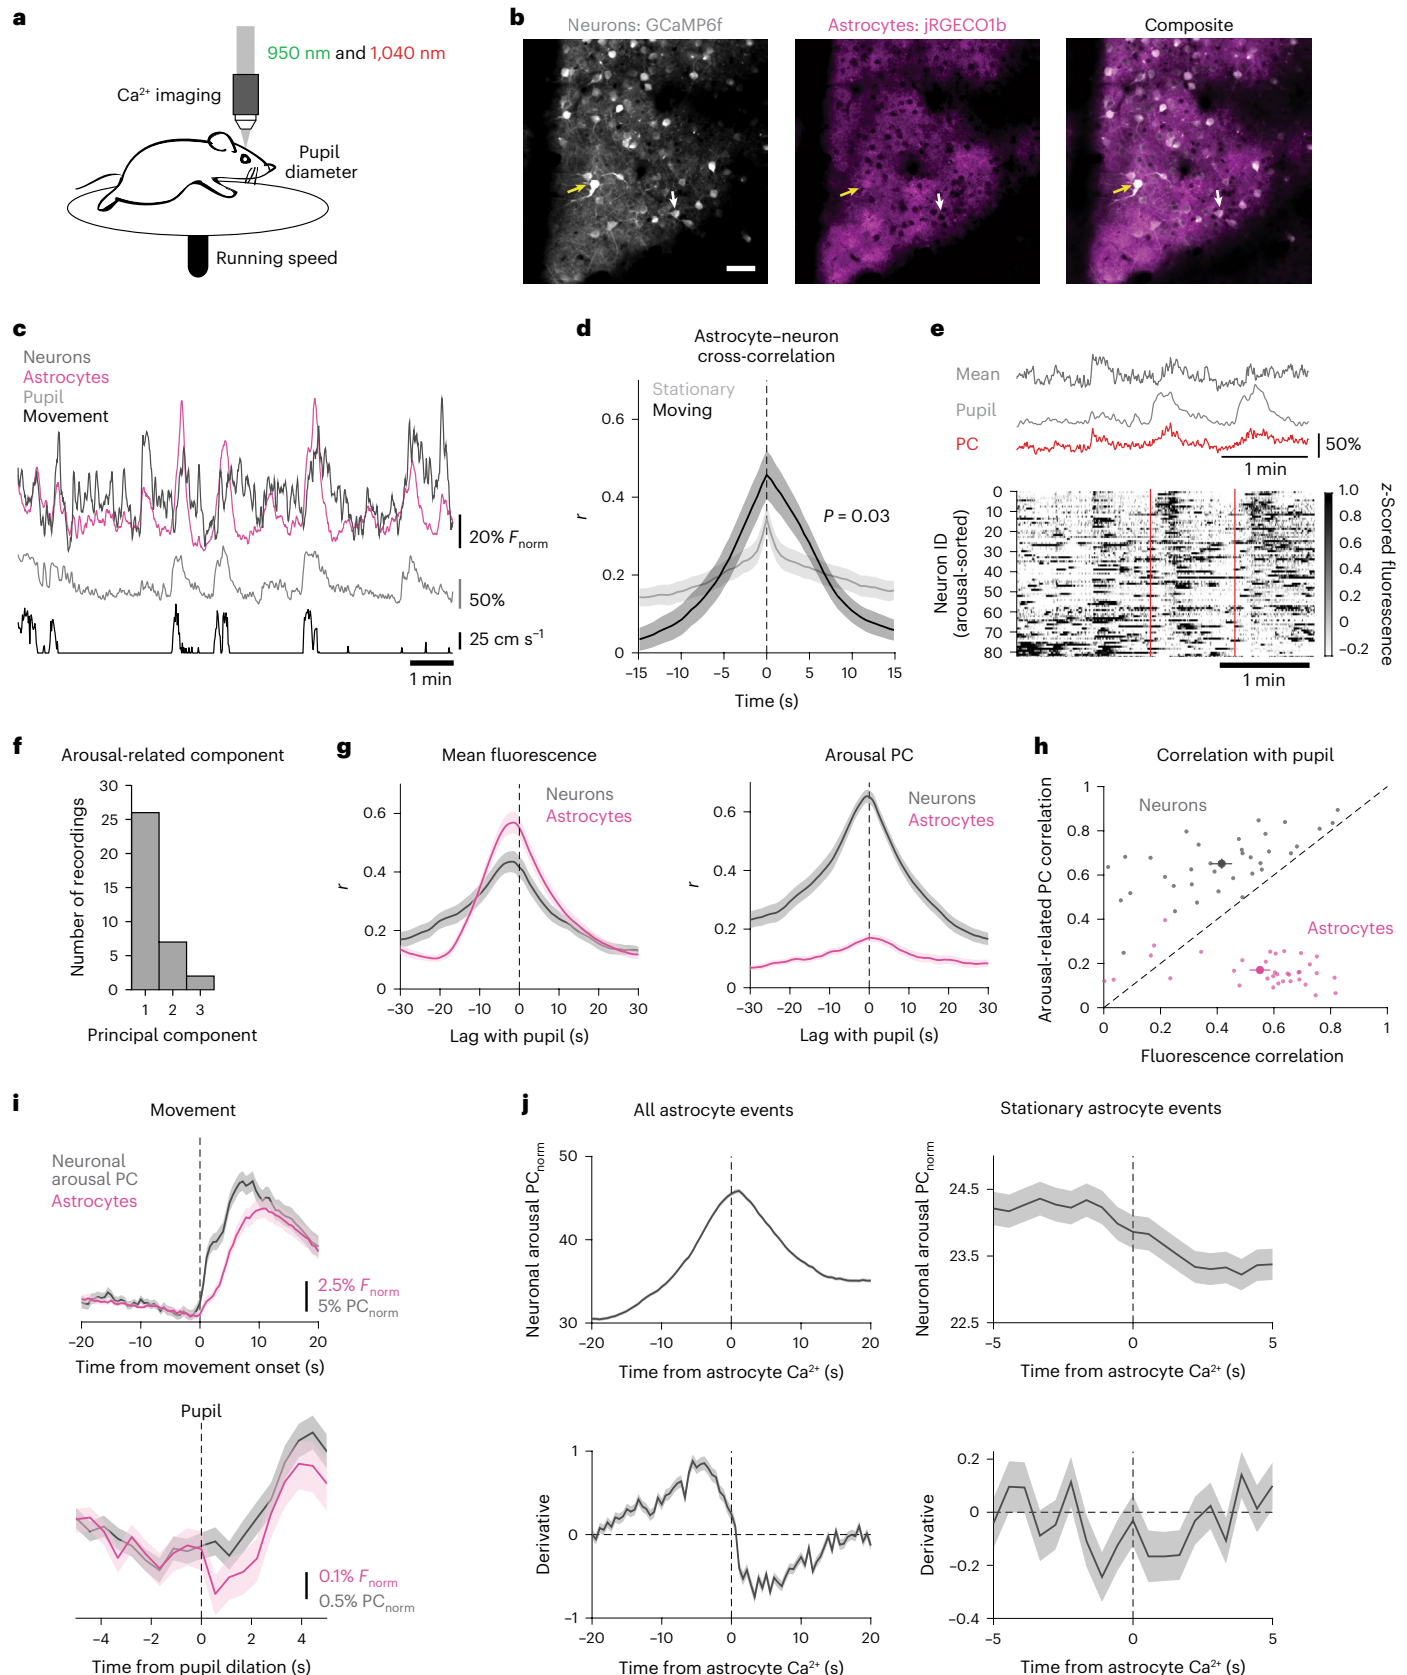 a
950 nm and 1,040 nm
Ca²⁺ imaging
Pupil
diameter
Running speed
b
Neurons: GCaMP6f
Astrocytes: jRGECO1b
Composite
c
Neurons
Astrocytes
Pupil
Movement
20% Fnorm
50%
25 cm s⁻¹
1 min
d
Astrocyte–neuron
cross-correlation
Stationary
Moving
P = 0.03
r
0.6
0.4
0.2
0
–15 –10 –5 0 5 10 15
Time (s)
e
Mean
Pupil
PC
50%
1 min
Neuron ID
(arousal-sorted)
0
10
20
30
40
50
60
70
80
1.0
0.8
0.6
0.4
0.2
0
–0.2
z-Scored fluorescence
1 min
f
Arousal-related component
Number of recordings
30
25
20
15
10
5
0
1 2 3
Principal component
g
Mean fluorescence
Neurons
Astrocytes
r
0.6
0.4
0.2
0
–30 –20 –10 0 10 20 30
Lag with pupil (s)
Arousal PC
Neurons
Astrocytes
r
0.6
0.4
0.2
0
–30 –20 –10 0 10 20 30
Lag with pupil (s)
h
Correlation with pupil
Neurons
Astrocytes
Arousal-related PC correlation
1
0.8
0.6
0.4
0.2
0
0 0.2 0.4 0.6 0.8 1
Fluorescence correlation
i
Movement
Neuronal
arousal PC
Astrocytes
2.5% Fnorm
5% PCnorm
–20 –10 0 10 20
Time from movement onset (s)
Pupil
0.1% Fnorm
0.5% PCnorm
–4 –2 0 2 4
Time from pupil dilation (s)
j
All astrocyte events
Neuronal arousal PCnorm
50
40
30
–20 –10 0 10 20
Time from astrocyte Ca²⁺ (s)
Stationary astrocyte events
Neuronal arousal PCnorm
24.5
23.5
22.5
–5 0 5
Time from astrocyte Ca²⁺ (s)
Derivative
1
0
–1
–20 –10 0 10 20
Time from astrocyte Ca²⁺ (s)
Derivative
0.2
0
–0.2
–0.4
–5 0 5
Time from astrocyte Ca²⁺ (s)